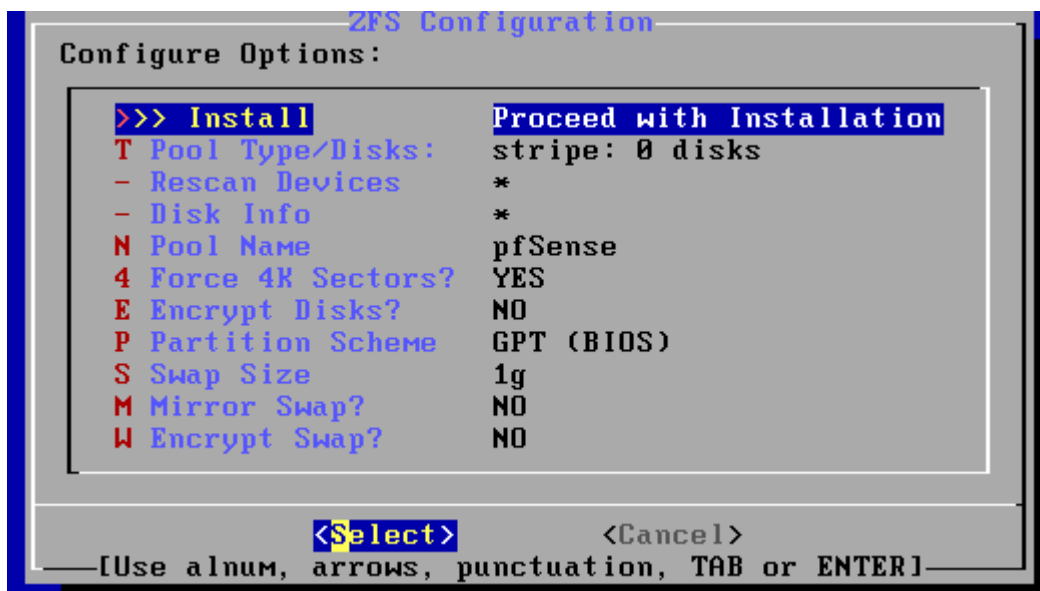 ZFS Configuration
Configure Options:
>>> Install Proceed with Installation
T Pool Type/Disks: stripe: 0 disks
- Rescan Devices *
- Disk Info *
N Pool Name pfSense
4 Force 4K Sectors? YES
E Encrypt Disks? NO
P Partition Scheme GPT (BIOS)
S Swap Size 1g
M Mirror Swap? NO
W Encrypt Swap? NO
<Select> <Cancel>
[Use alnum, arrows, punctuation, TAB or ENTER]